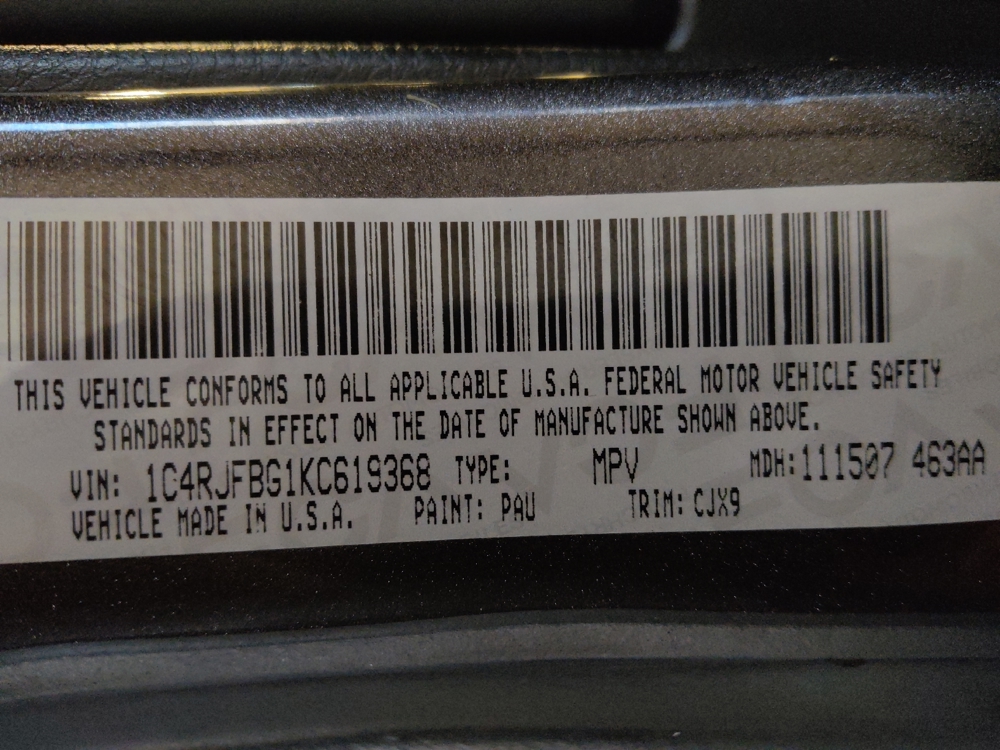 THIS VEHICLE CONFORMS TO ALL APPLICABLE U.S.A. FEDERAL MOTOR VEHICLE SAFETY
STANDARDS IN EFFECT ON THE DATE OF MANUFACTURE SHOWN ABOVE.
VIN: 1C4RJFBG1KC619368 TYPE: MPV MDH: 111507 463AA
VEHICLE MADE IN U.S.A. PAINT: PAU TRIM: CJX9